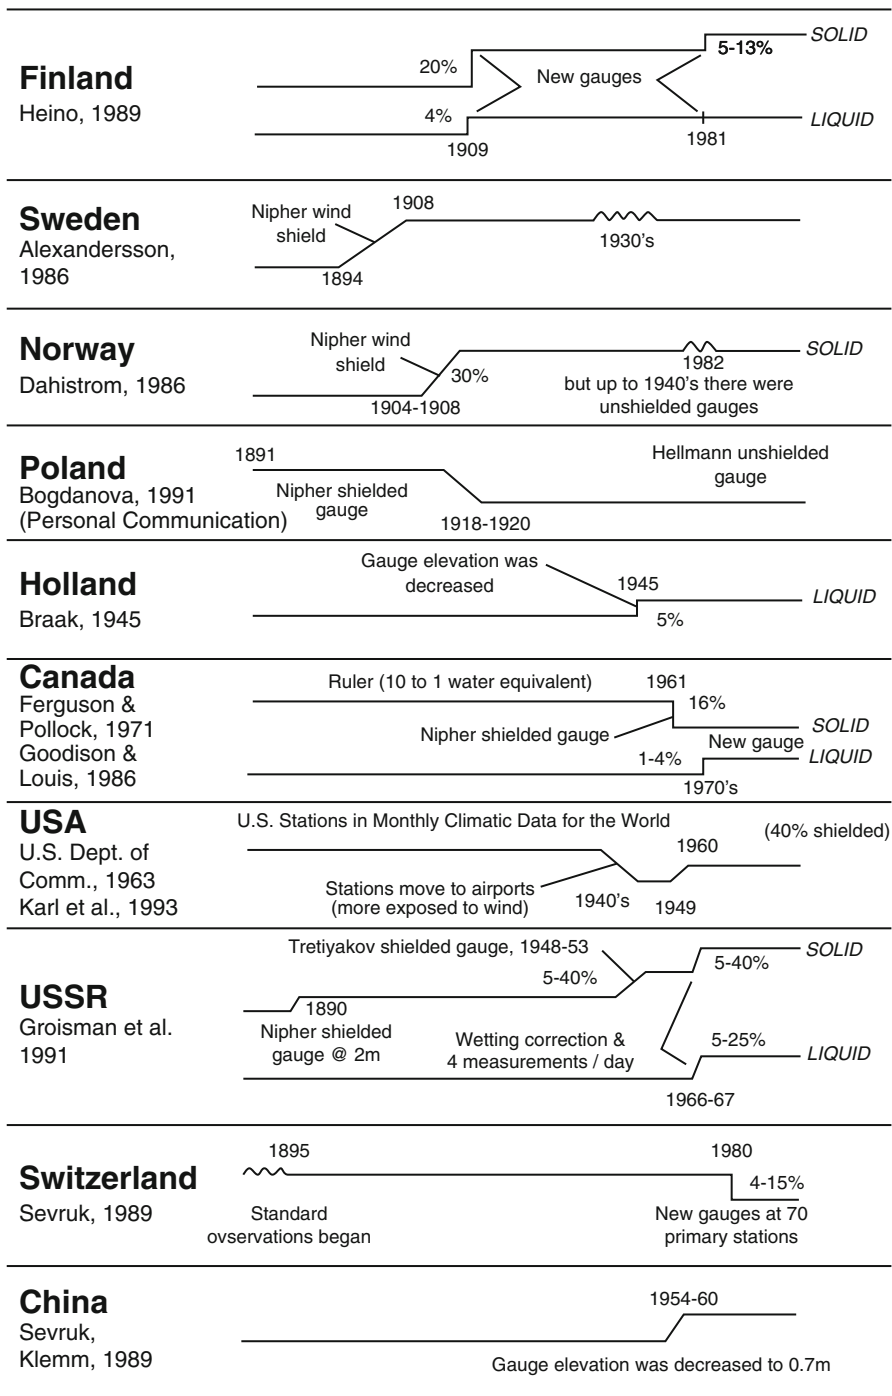 Finland
Heino, 1989
20%
4%
1909
New gauges
5-13%
1981
SOLID
LIQUID
Sweden
Alexandersson,
1986
Nipher wind
shield
1908
1894
1930's
Norway
Dahistrom, 1986
Nipher wind
shield
30%
1904-1908
SOLID
1982
but up to 1940's there were
unshielded gauges
Poland
Bogdanova, 1991
(Personal Communication)
1891
Nipher shielded
gauge
1918-1920
Hellmann unshielded
gauge
Holland
Braak, 1945
Gauge elevation was
decreased
1945
5%
LIQUID
Canada
Ferguson &
Pollock, 1971
Goodison &
Louis, 1986
Ruler (10 to 1 water equivalent)
1961
16%
Nipher shielded gauge
SOLID
New gauge
1-4%
LIQUID
1970's
USA
U.S. Dept. of
Comm., 1963
Karl et al., 1993
U.S. Stations in Monthly Climatic Data for the World
(40% shielded)
1960
Stations move to airports
(more exposed to wind)
1940's
1949
USSR
Groisman et al.
1991
Tretiyakov shielded gauge, 1948-53
5-40%
SOLID
5-40%
1890
Nipher shielded
gauge @ 2m
Wetting correction &
4 measurements / day
5-25%
LIQUID
1966-67
Switzerland
Sevruk, 1989
1895
Standard
ovservations began
1980
4-15%
New gauges at 70
primary stations
China
Sevruk,
Klemm, 1989
1954-60
Gauge elevation was decreased to 0.7m